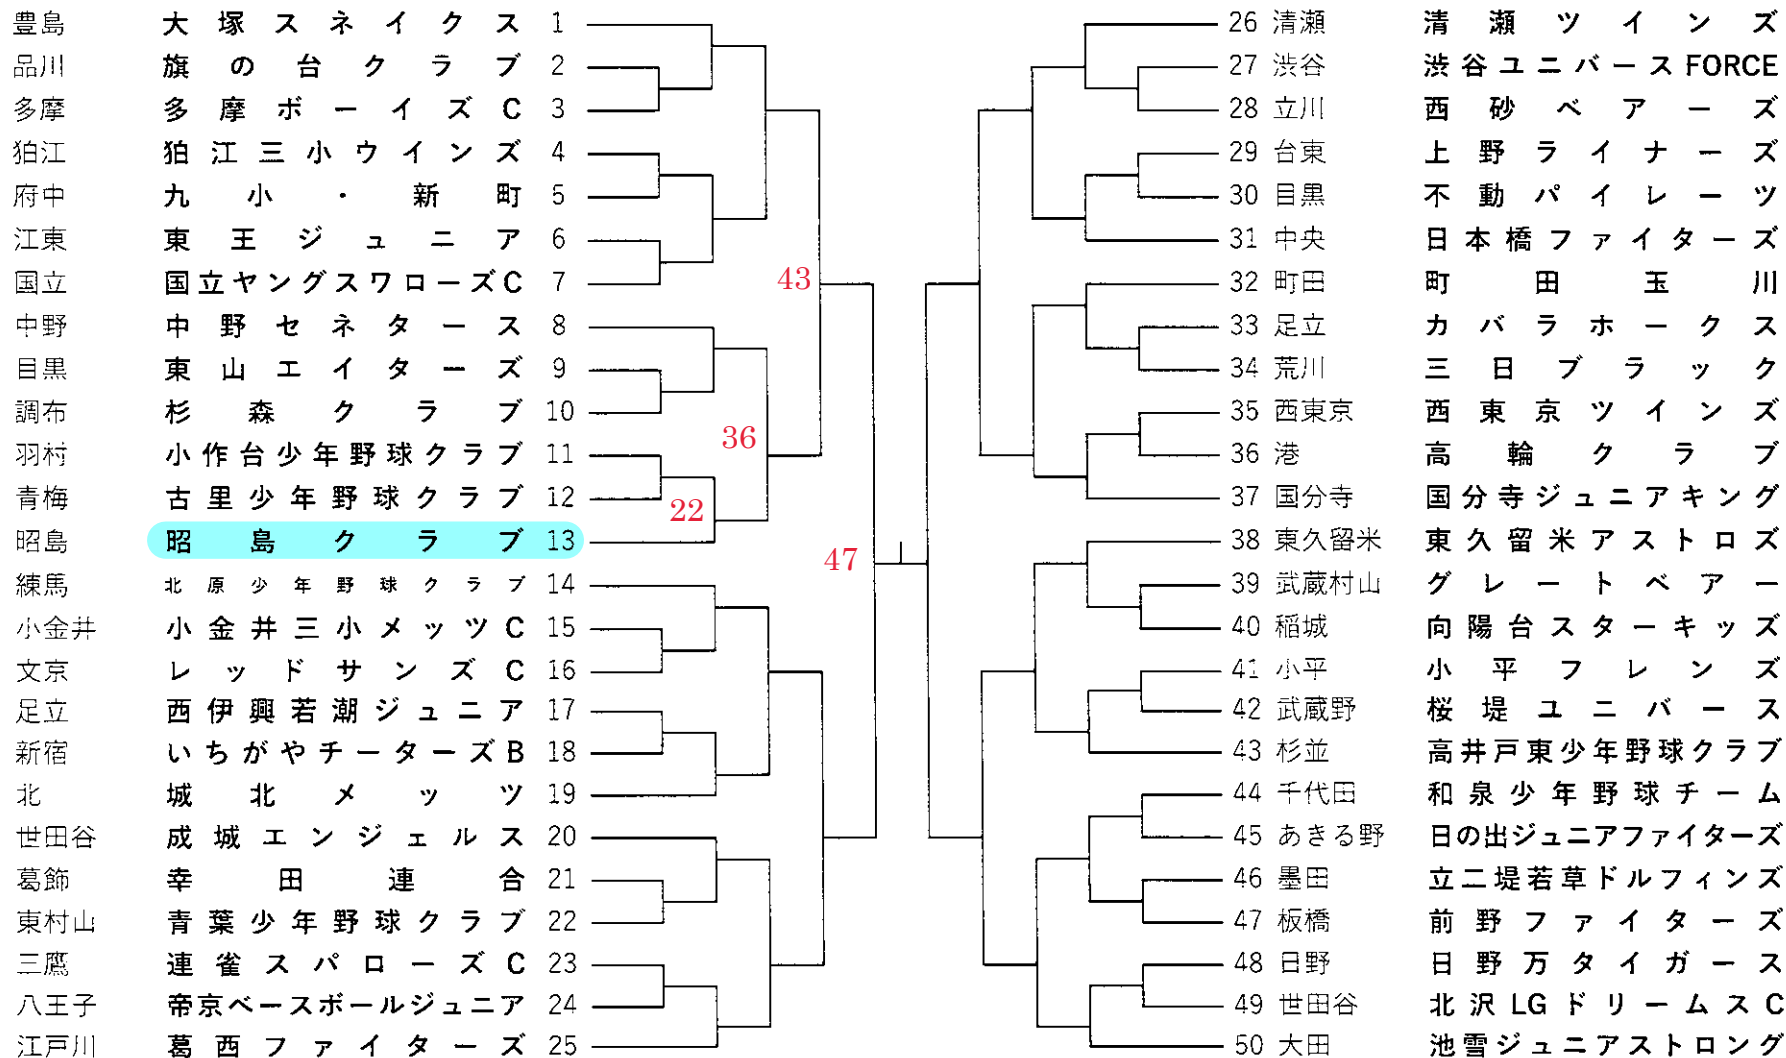 豊島 大塚スネイクス 1
品川 旗の台クラブ 2
多摩 多摩ボーイズC 3
狛江 狛江三小ウインズ 4
府中 九小・新町 5
江東 東王ジュニア 6
国立 国立ヤングスワローズC 7
中野 中野セネタース 8
目黒 東山エイターズ 9
調布 杉森クラブ 10
羽村 小作台少年野球クラブ 11
青梅 古里少年野球クラブ 12
昭島 昭島クラブ 13
練馬 北原少年野球クラブ 14
小金井 小金井三小メッツC 15
文京 レッドサンズC 16
足立 西伊興若潮ジュニア 17
新宿 いちがやチーターズB 18
北 城北メッツ 19
世田谷 成城エンジェルス 20
葛飾 幸田連合 21
東村山 青葉少年野球クラブ 22
三鷹 連雀スパローズC 23
八王子 帝京ベースボールジュニア 24
江戸川 葛西ファイターズ 25
43
36
22
47
26 清瀬 清瀬ツインズ
27 渋谷 渋谷ユニバースFORCE
28 立川 西砂ベアーズ
29 台東 上野ライナーズ
30 目黒 不動パイレーツ
31 中央 日本橋ファイターズ
32 町田 町田玉川
33 足立 カバラホークス
34 荒川 三日ブラック
35 西東京 西東京ツインズ
36 港 高輪クラブ
37 国分寺 国分寺ジュニアキング
38 東久留米 東久留米アストロズ
39 武蔵村山 グレートベアー
40 稲城 向陽台スターキッズ
41 小平 小平フレンズ
42 武蔵野 桜堤ユニバース
43 杉並 高井戸東少年野球クラブ
44 千代田 和泉少年野球チーム
45 あきる野 日の出ジュニアファイターズ
46 墨田 立二堤若草ドルフィンズ
47 板橋 前野ファイターズ
48 日野 日野万タイガース
49 世田谷 北沢LGドリームスC
50 大田 池雪ジュニアストロング